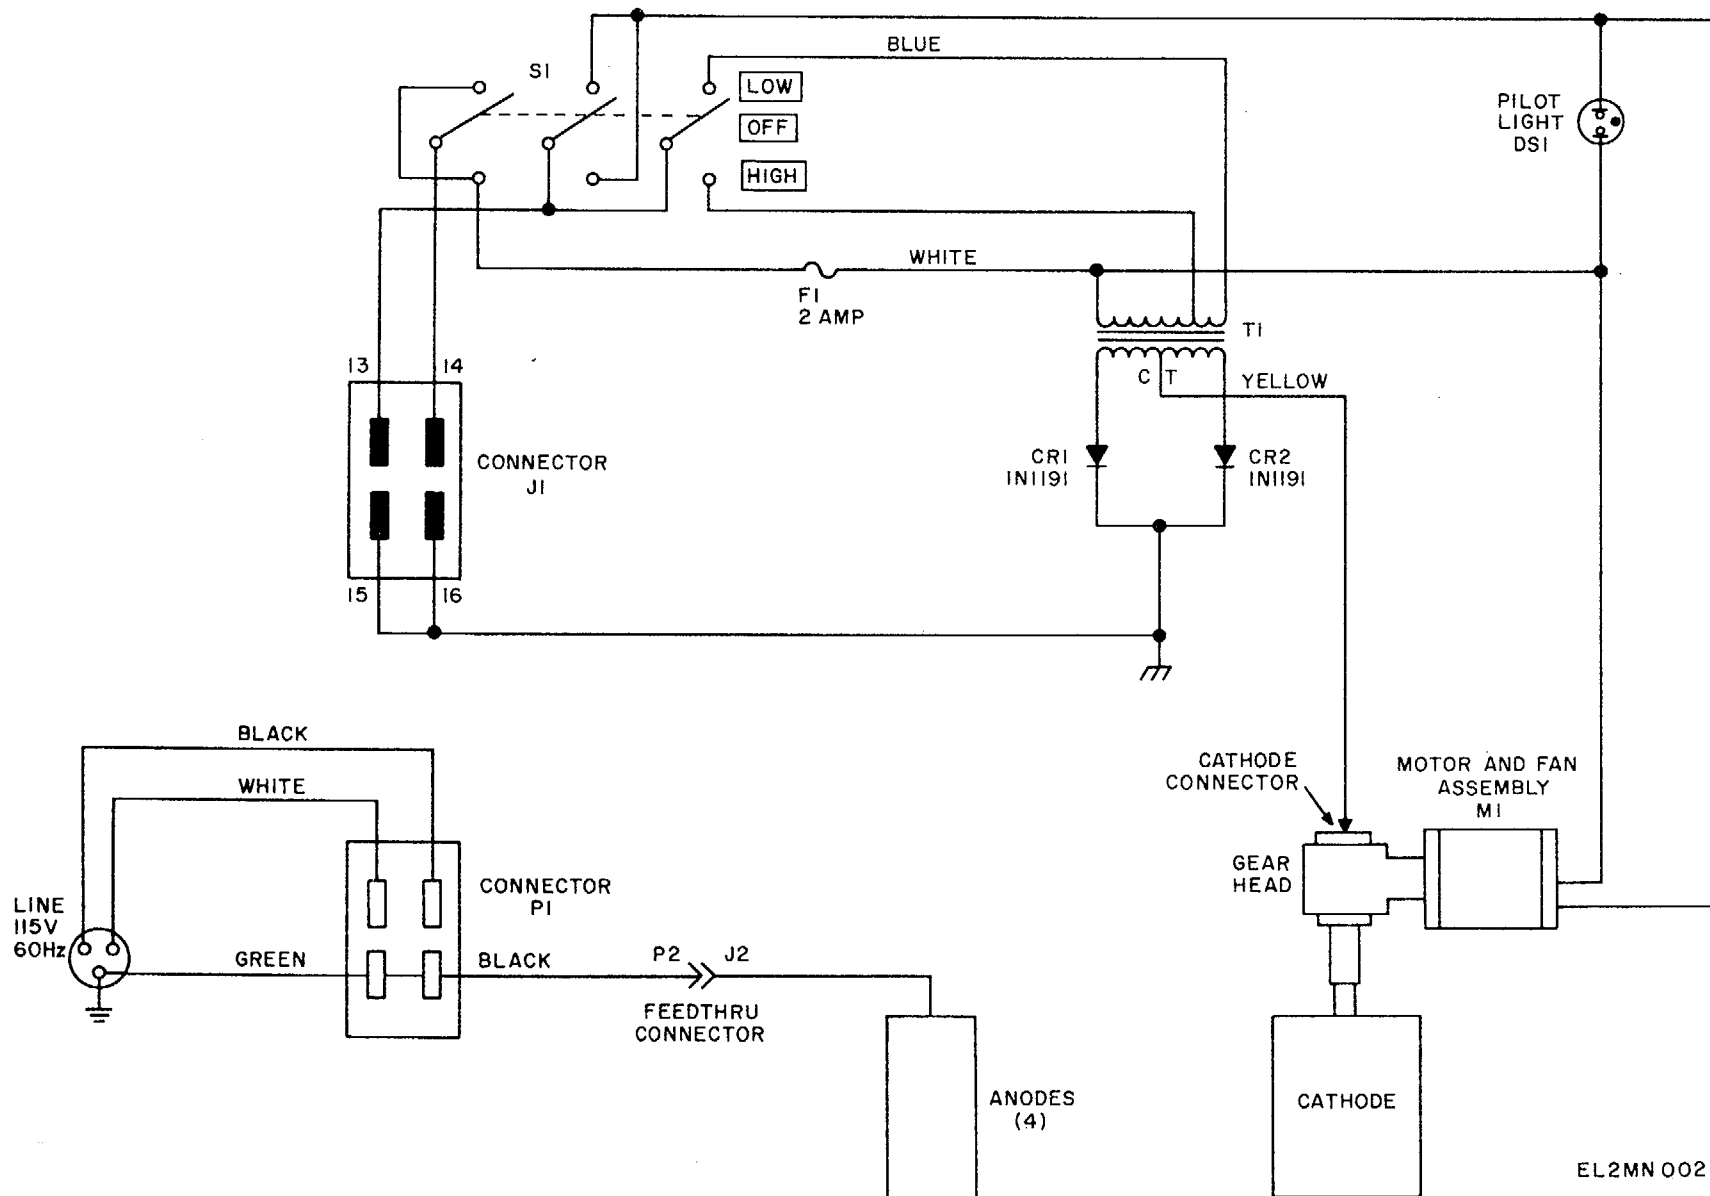 BLUE
S1
LOW
OFF
HIGH
PILOT
LIGHT
DS1
WHITE
F1
2 AMP
T1
C T
YELLOW
13
14
CONNECTOR
J1
CR1
1N1191
CR2
1N1191
15
16
BLACK
WHITE
CATHODE
CONNECTOR
MOTOR AND FAN
ASSEMBLY
M1
GEAR
HEAD
CONNECTOR
P1
LINE
115V
60Hz
GREEN
BLACK
P2
J2
FEEDTHRU
CONNECTOR
ANODES
(4)
CATHODE
EL2MN002